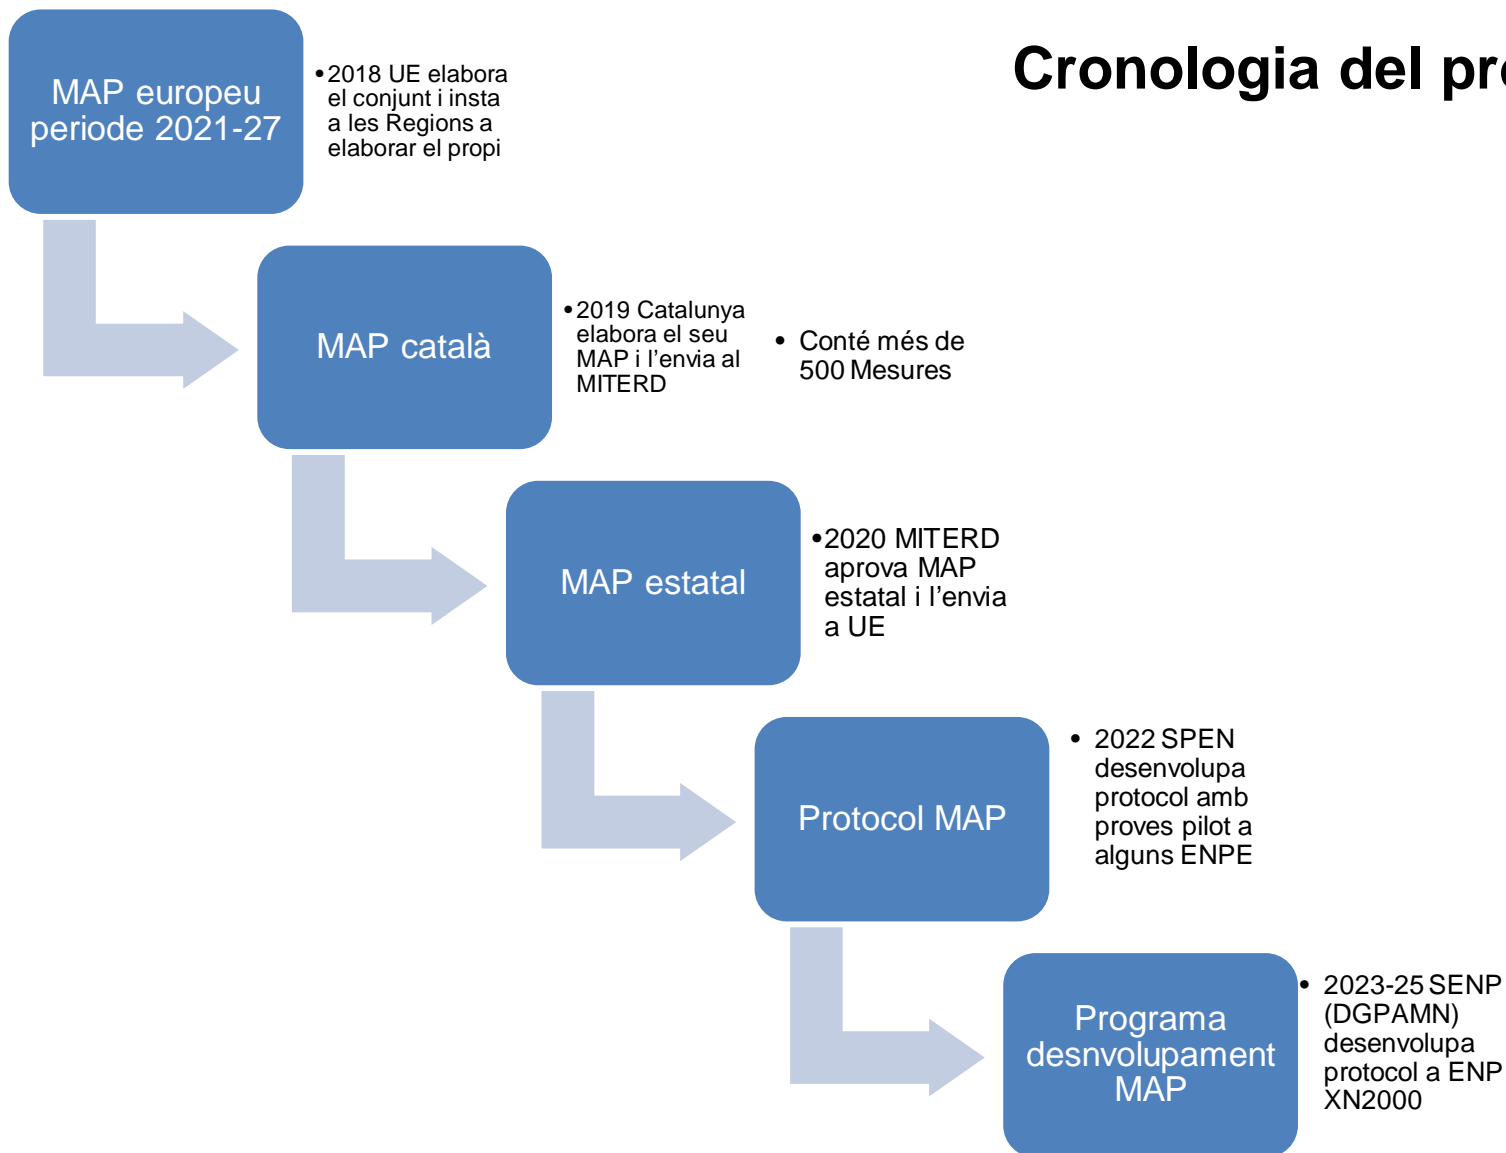 Cronologia del pro
MAP europeu
periode 2021-27
•2018 UE elabora
el conjunt i insta
a les Regions a
elaborar el propi
MAP català
•2019 Catalunya
elabora el seu
MAP i l’envia al
MITERD
• Conté més de
500 Mesures
MAP estatal
•2020 MITERD
aprova MAP
estatal i l’envia
a UE
Protocol MAP
• 2022 SPEN
desenvolupa
protocol amb
proves pilot a
alguns ENPE
Programa
desnvolupament
MAP
• 2023-25 SENP
(DGPAMN)
desenvolupa
protocol a ENP
XN2000